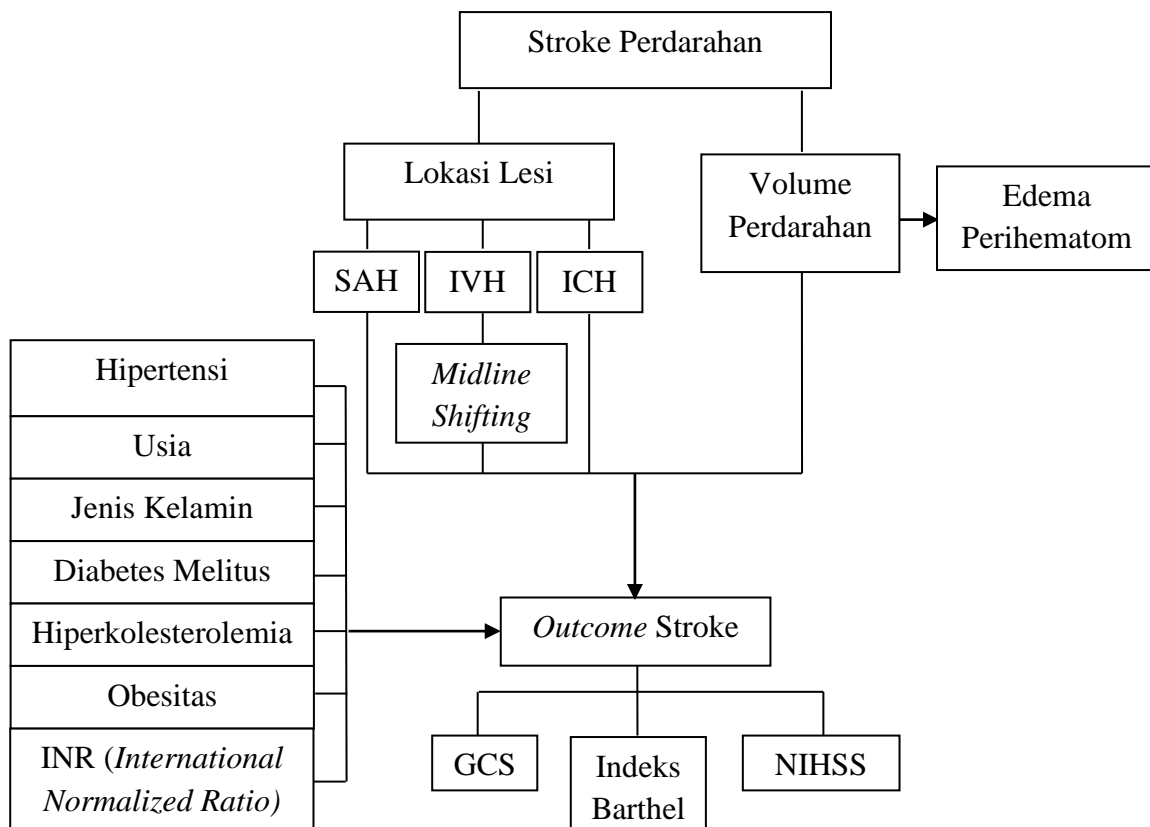 Stroke Perdarahan
Lokasi Lesi
Volume
Perdarahan
Edema
Perihematom
SAH
IVH
ICH
Midline
Shifting
Hipertensi
Usia
Jenis Kelamin
Diabetes Melitus
Hiperkolesterolemia
Obesitas
INR (International
Normalized Ratio)
Outcome Stroke
GCS
Indeks
Barthel
NIHSS